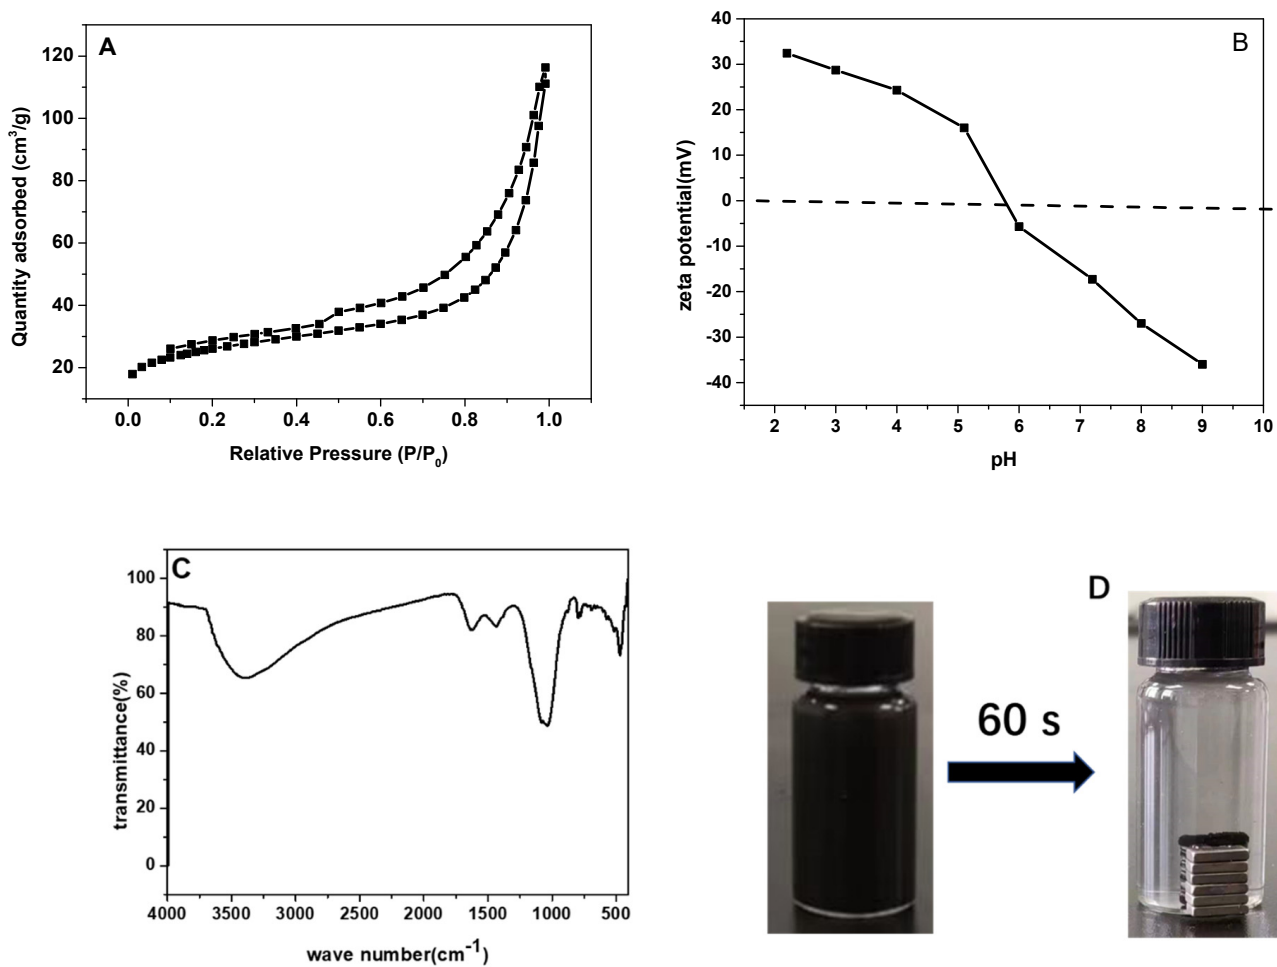 A
120
100
80
60
40
20
Quantity adsorbed (cm³/g)
0.0 0.2 0.4 0.6 0.8 1.0
Relative Pressure (P/P₀)
B
40
30
20
10
0
-10
-20
-30
-40
zeta potential(mV)
2 3 4 5 6 7 8 9 10
pH
C
100
80
60
40
20
0
transmittance(%)
4000 3500 3000 2500 2000 1500 1000 500
wave number(cm⁻¹)
D
60 s